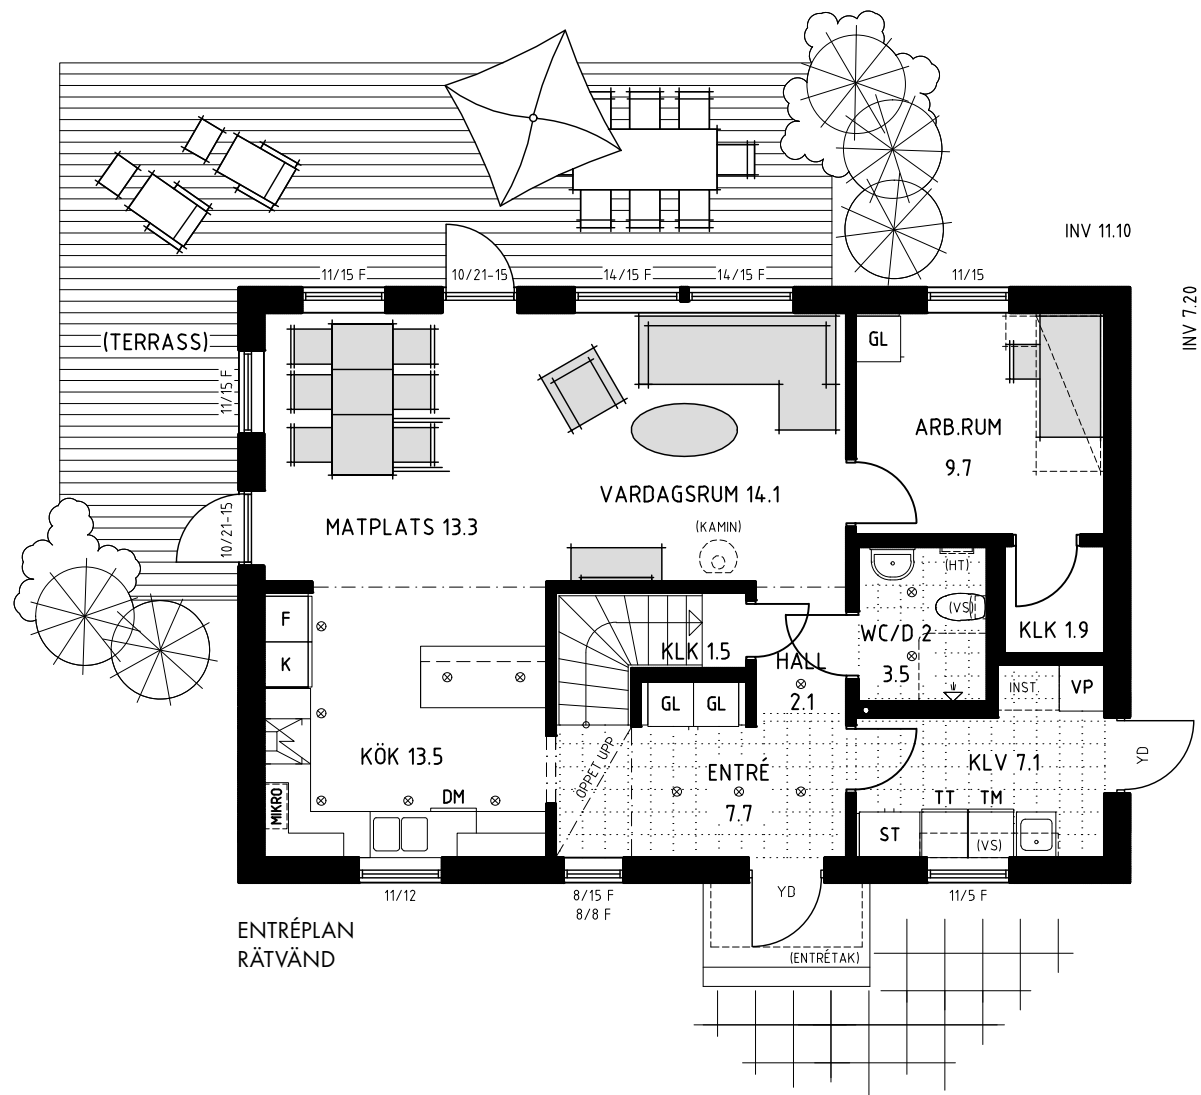 INV 11.10
11/15 F
10/21-15
14/15 F
14/15 F
11/15
INV 7.20
(TERRASS)
GL
11/15 F
ARB.RUM
9.7
VARDAGSRUM 14.1
MATPLATS 13.3
(KAMIN)
10/21-15
(HT)
(VS)
F
K
KLK 1.5
HALL
2.1
WC/D 2
3.5
KLK 1.9
INST.
VP
GL
GL
KÖK 13.5
ÖPPET UPP
ENTRÉ
7.7
KLV 7.1
YD
MIKRO
DM
TT
TM
ST
(VS)
11/12
8/15 F
8/8 F
YD
11/5 F
(ENTRÉTAK)
ENTRÉPLAN
RÄTVÄND